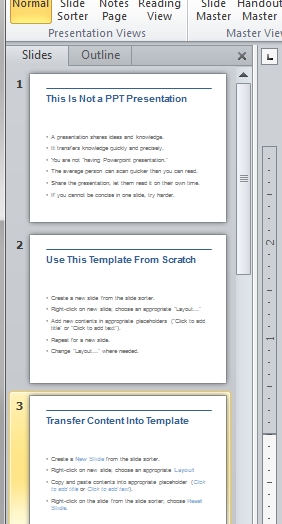 Normal Slide Notes Reading Slide Handout
Sorter Page View Master Master
Presentation Views Master Vie
Slides Outline
1
This Is Not a PPT Presentation
• A presentation shares ideas and knowledge.
• It transfers knowledge quickly and precisely.
• You are not "having Powerpoint presentation."
• The average person can scan quicker than you can read.
• Share the presentation; let them read it on their own time.
• If you cannot be concise in one slide, try harder.
2
Use This Template From Scratch
• Create a new slide from the slide sorter.
• Right-click on new slide; choose an appropriate "Layout..."
• Add new contents in appropriate placeholders ("Click to add
title" or "Click to add text").
• Repeat for a new slide.
• Change "Layout..." where needed.
3
Transfer Content Into Template
• Create a New Slide from the slide sorter.
• Right-click on new slide; choose an appropriate Layout
• Copy and paste contents into appropriate placeholder (Click
to add title or Click to add text).
• Right-click on the slide from the slide sorter, choose Reset
Slide.
2
1